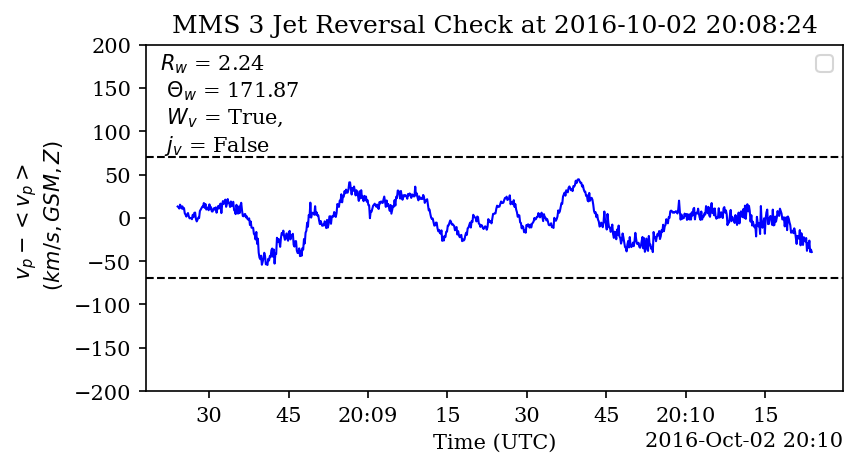 MMS 3 Jet Reversal Check at 2016-10-02 20:08:24
R_w = 2.24
Θ_w = 171.87
W_v = True,
j_v = False
v_p − < v_p >
(km/s, GSM, Z)
200
150
100
50
0
−50
−100
−150
−200
30 45 20:09 15 30 45 20:10 15
Time (UTC)
2016-Oct-02 20:10